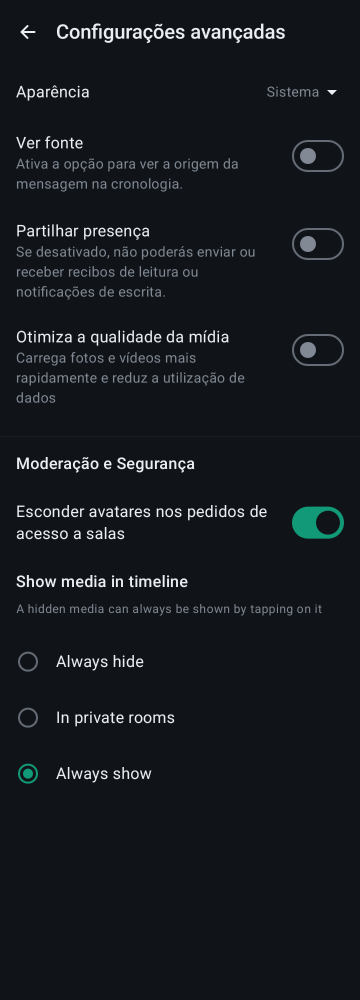 Configurações avançadas
Aparência
Sistema
Ver fonte
Ativa a opção para ver a origem da
mensagem na cronologia.
Partilhar presença
Se desativado, não poderás enviar ou
receber recibos de leitura ou
notificações de escrita.
Otimiza a qualidade da mídia
Carrega fotos e vídeos mais
rapidamente e reduz a utilização de
dados
Moderação e Segurança
Esconder avatares nos pedidos de
acesso a salas
Show media in timeline
A hidden media can always be shown by tapping on it
Always hide
In private rooms
Always show